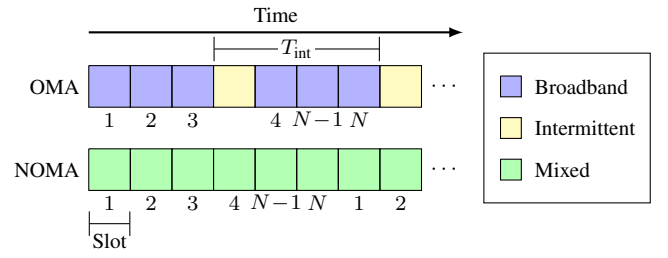 Time
T_int
OMA
1 2 3 4 N−1 N
NOMA
1 2 3 4 N−1 N 1 2
Slot
Broadband
Intermittent
Mixed